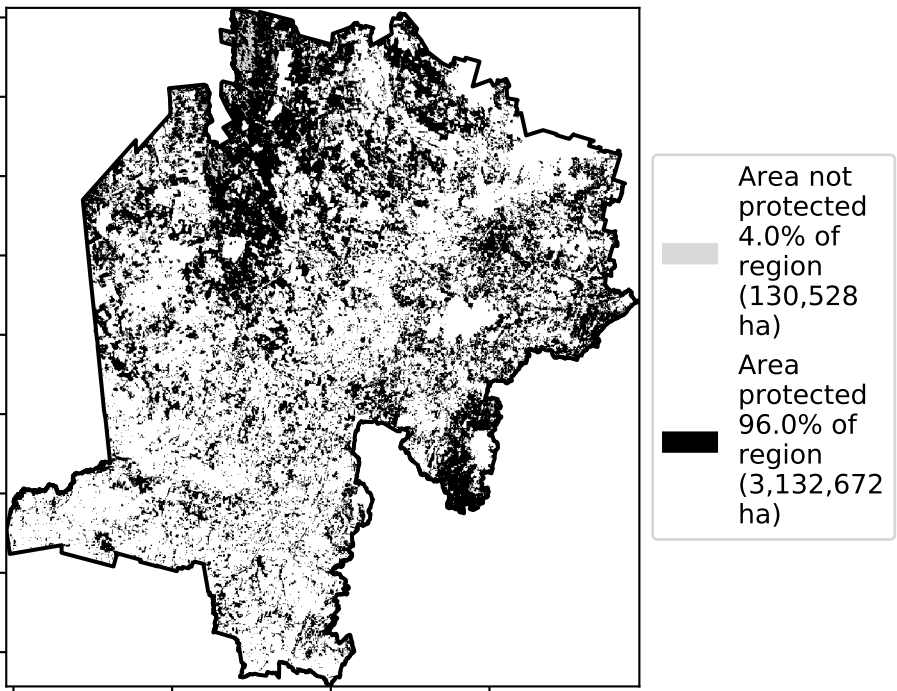 Area not
protected
4.0% of
region
(130,528
ha)
Area
protected
96.0% of
region
(3,132,672
ha)